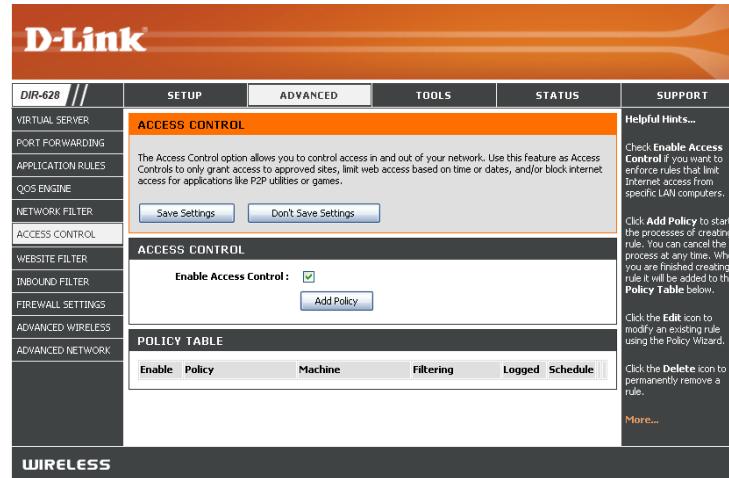 D-Link
DIR-628
SETUP
ADVANCED
TOOLS
STATUS
SUPPORT
VIRTUAL SERVER
PORT FORWARDING
APPLICATION RULES
QOS ENGINE
NETWORK FILTER
ACCESS CONTROL
WEBSITE FILTER
INBOUND FILTER
FIREWALL SETTINGS
ADVANCED WIRELESS
ADVANCED NETWORK
ACCESS CONTROL
The Access Control option allows you to control access in and out of your network. Use this feature as Access
Controls to only grant access to approved sites, limit web access based on time or dates, and/or block internet
access for applications like P2P utilities or games.
Save Settings
Don't Save Settings
ACCESS CONTROL
Enable Access Control :
Add Policy
POLICY TABLE
Enable Policy Machine Filtering Logged Schedule
Helpful Hints...
Check Enable Access
Control if you want to
enforce rules that limit
Internet access from
specific LAN computers.
Click Add Policy to start
the processes of creating
rule. You can cancel the
process at any time. Wh
you are finished creating
rule it will be added to th
Policy Table below.
Click the Edit icon to
modify an existing rule
using the Policy Wizard.
Click the Delete icon to
permanently remove a
rule.
More...
WIRELESS